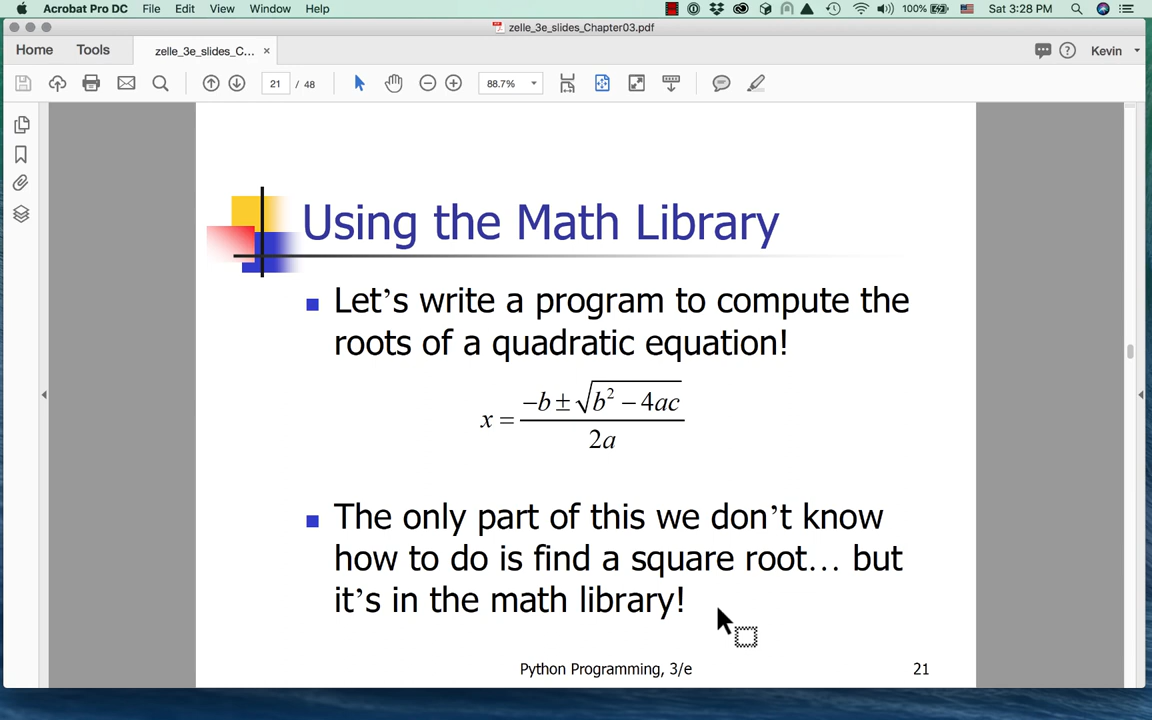 Acrobat Pro DC File Edit View Window Help 100% Sat 3:28 PM
zelle_3e_slides_Chapter03.pdf
Home Tools zelle_3e_slides_C... × Kevin
21 / 48 88.7%
Using the Math Library
Let’s write a program to compute the
roots of a quadratic equation!
x = (−b ± √(b² − 4ac)) / 2a
The only part of this we don’t know
how to do is find a square root… but
it’s in the math library!
Python Programming, 3/e 21